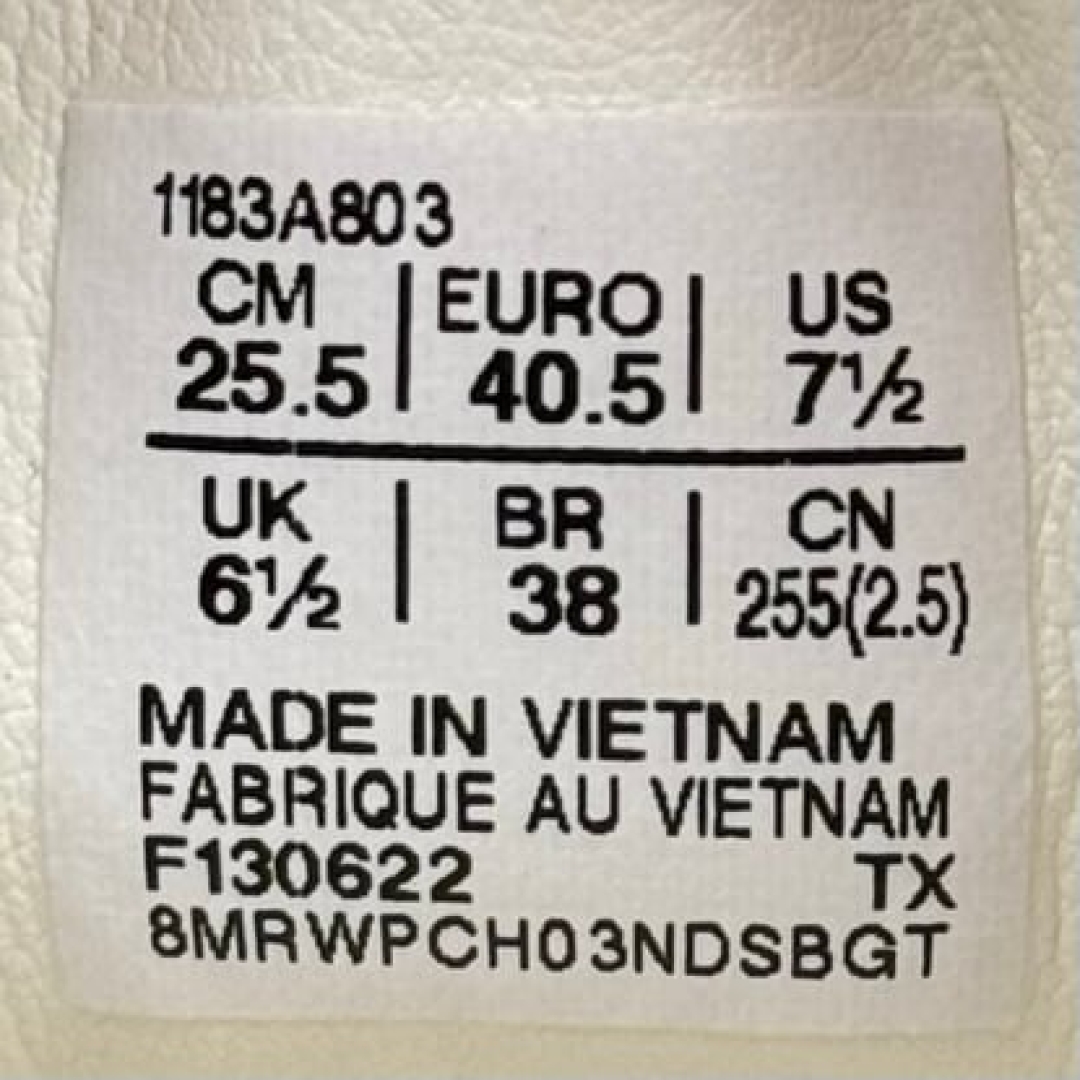 1183A803
CM | EURO | US
25.5 | 40.5 | 7½
UK | BR | CN
6½ | 38 | 255(2.5)
MADE IN VIETNAM
FABRIQUE AU VIETNAM
F130622 TX
8MRWPCH03NDSBGT